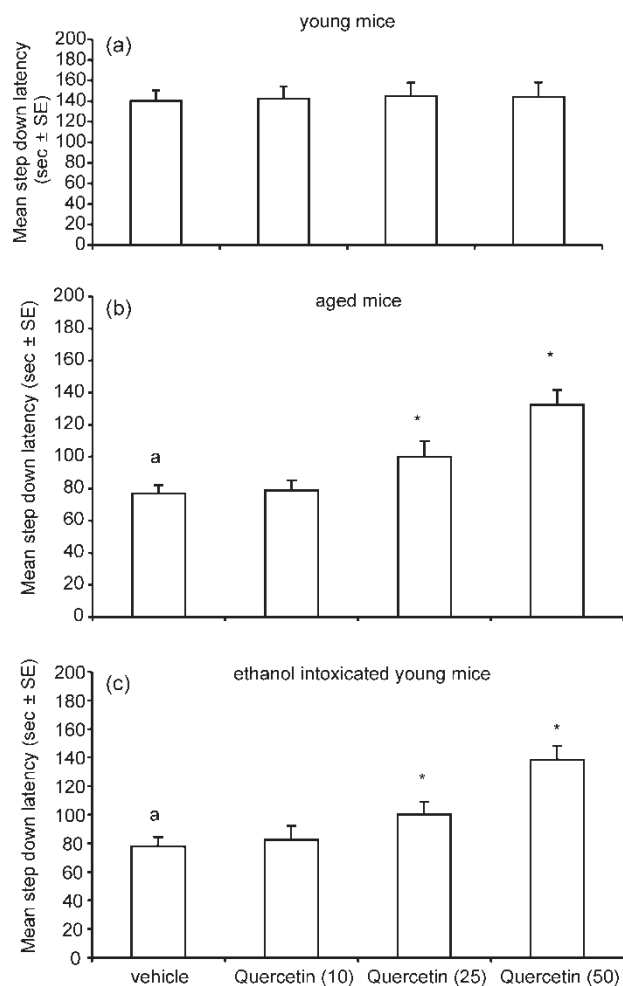 young mice
(a)
200
180
160
140
120
100
80
60
40
20
0
Mean step down latency
(sec ± SE)
aged mice
(b)
200
180
160
140
120
100
80
60
40
20
0
Mean step down latency (sec ± SE)
a
*
*
ethanol intoxicated young mice
(c)
200
180
160
140
120
100
80
60
40
20
0
Mean step down latency (sec ± SE)
a
*
*
vehicle Quercetin (10) Quercetin (25) Quercetin (50)